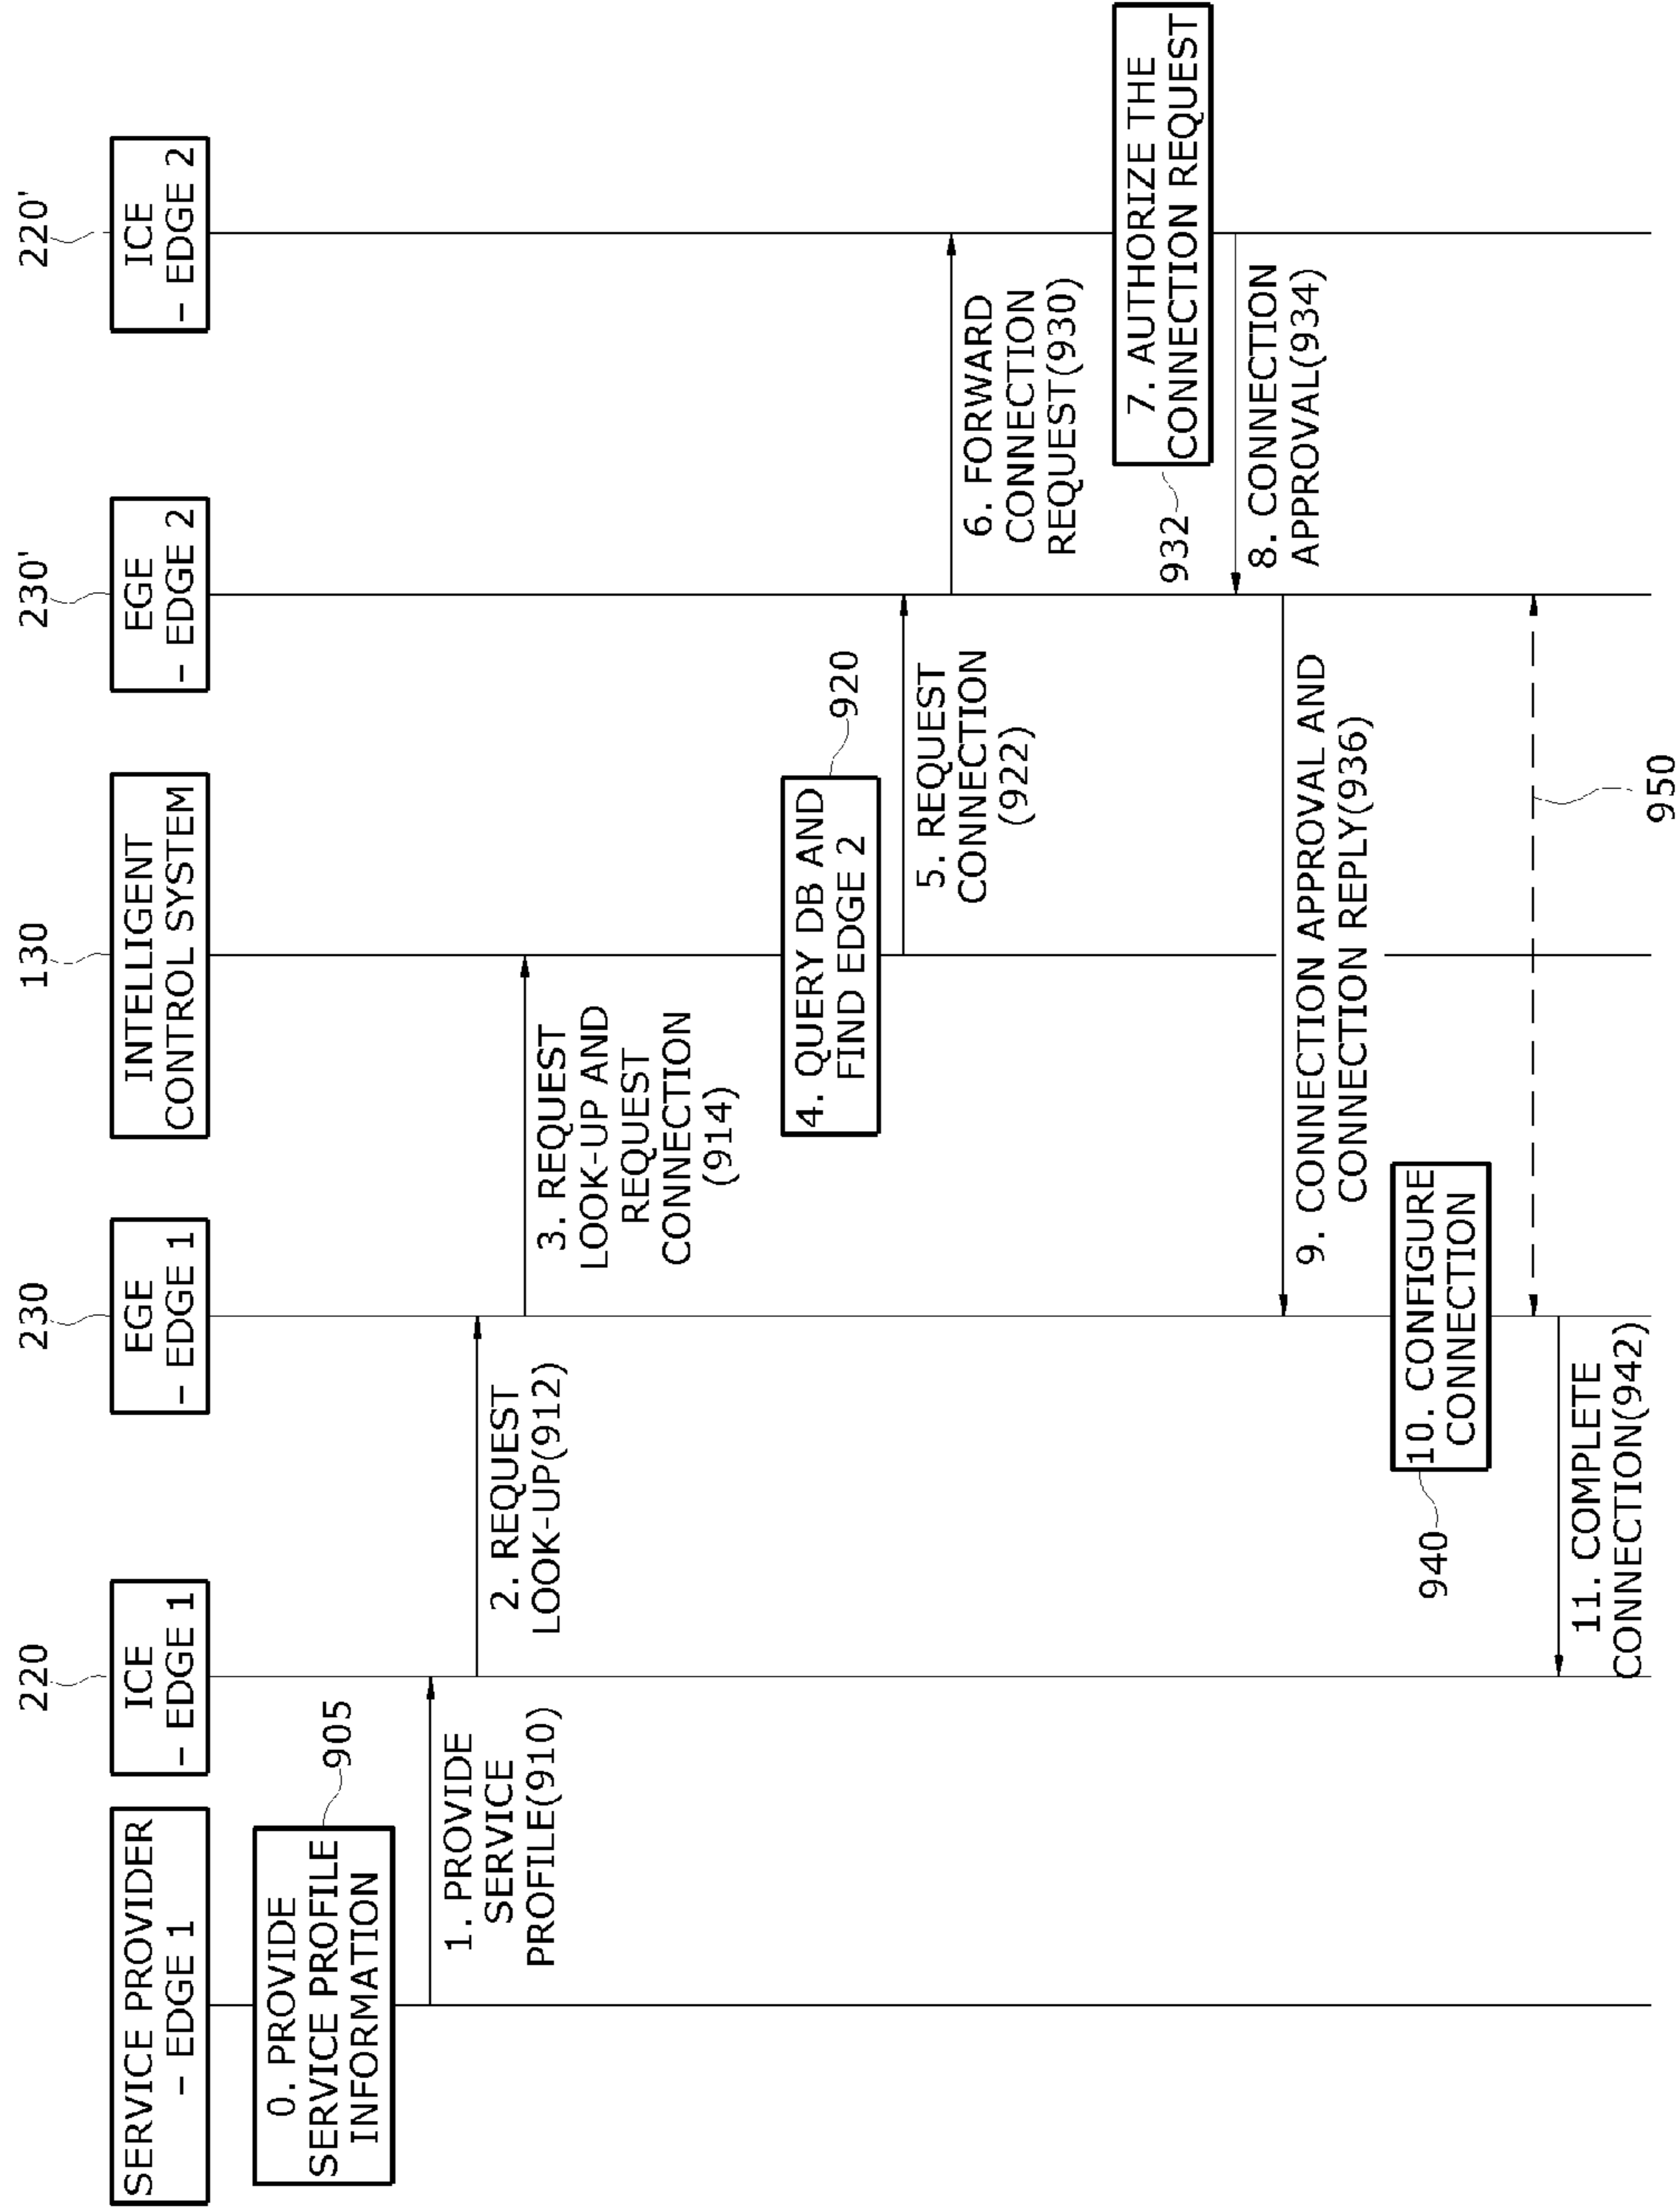 220
230
130
230'
220'
SERVICE PROVIDER
- EDGE 1
ICE
- EDGE 1
EGE
- EDGE 1
INTELLIGENT
CONTROL SYSTEM
EGE
- EDGE 2
ICE
- EDGE 2
0. PROVIDE
SERVICE PROFILE
INFORMATION
905
1. PROVIDE
SERVICE
PROFILE(910)
2. REQUEST
LOOK-UP(912)
3. REQUEST
LOOK-UP AND
REQUEST
CONNECTION
(914)
4. QUERY DB AND
FIND EDGE 2
920
5. REQUEST
CONNECTION
(922)
6. FORWARD
CONNECTION
REQUEST(930)
7. AUTHORIZE THE
CONNECTION REQUEST
932
8. CONNECTION
APPROVAL(934)
9. CONNECTION APPROVAL AND
CONNECTION REPLY(936)
10. CONFIGURE
CONNECTION
940
950
11. COMPLETE
CONNECTION(942)